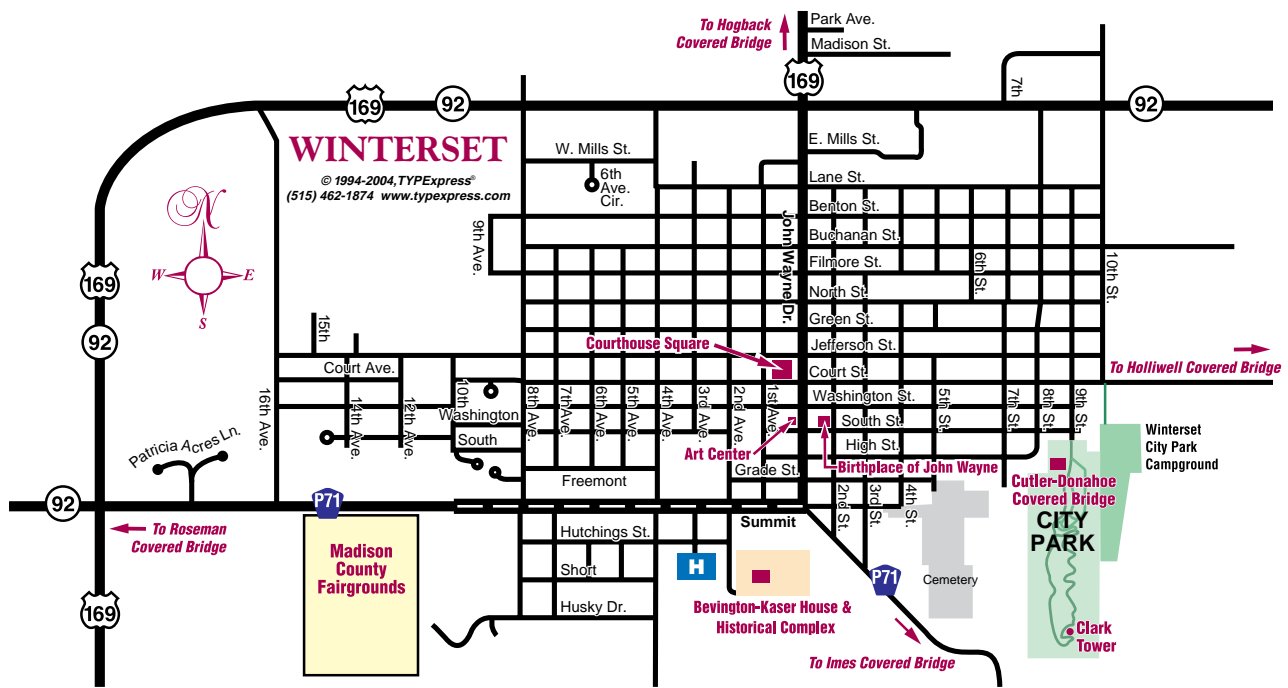 To Hogback
Covered Bridge
Park Ave.
Madison St.
169
7th
169
92
92
WINTERSET
© 1994-2004, TYPExpress®
(515) 462-1874 www.typexpress.com
W. Mills St.
6th
Ave.
Cir.
E. Mills St.
Lane St.
Benton St.
Buchanan St.
Filmore St.
North St.
Green St.
Jefferson St.
Court St.
Washington St.
South St.
High St.
John Wayne Dr.
9th Ave.
6th St.
10th St.
N
W
E
S
169
92
15th
Courthouse Square
Court Ave.
To Holliwell Covered Bridge
16th Ave.
14th Ave.
12th Ave.
10th
Washington
South
8th Ave.
7th Ave.
6th Ave.
5th Ave.
4th Ave.
3rd Ave.
2nd Ave.
1st Ave.
5th St.
7th St.
8th St.
9th St.
Patricia Acres Ln.
Art Center
Birthplace of John Wayne
Grade St.
Freemont
Winterset
City Park
Campground
Cutler-Donahoe
Covered Bridge
CITY
PARK
92
P71
Summit
2nd St.
3rd St.
4th St.
To Roseman
Covered Bridge
Madison
County
Fairgrounds
Hutchings St.
Short
Husky Dr.
H
P71
Cemetery
169
Bevington-Kaser House &
Historical Complex
Clark
Tower
To Imes Covered Bridge